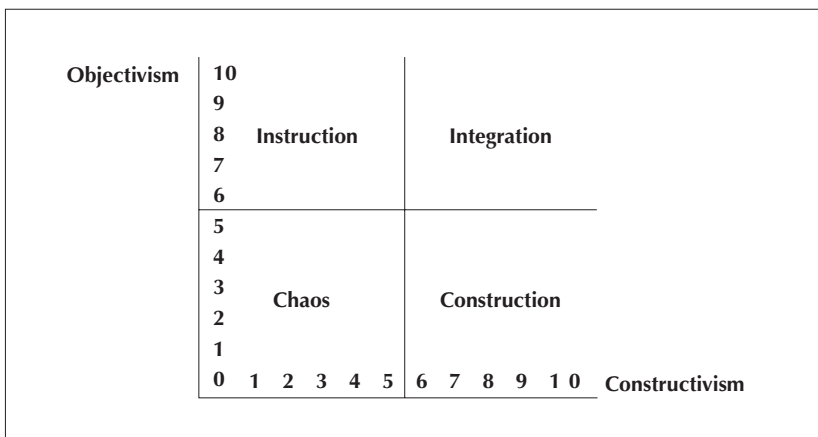 Objectivism 10
9
8 Instruction Integration
7
6
5
4
3 Chaos Construction
2
1
0 1 2 3 4 5 6 7 8 9 1 0 Constructivism